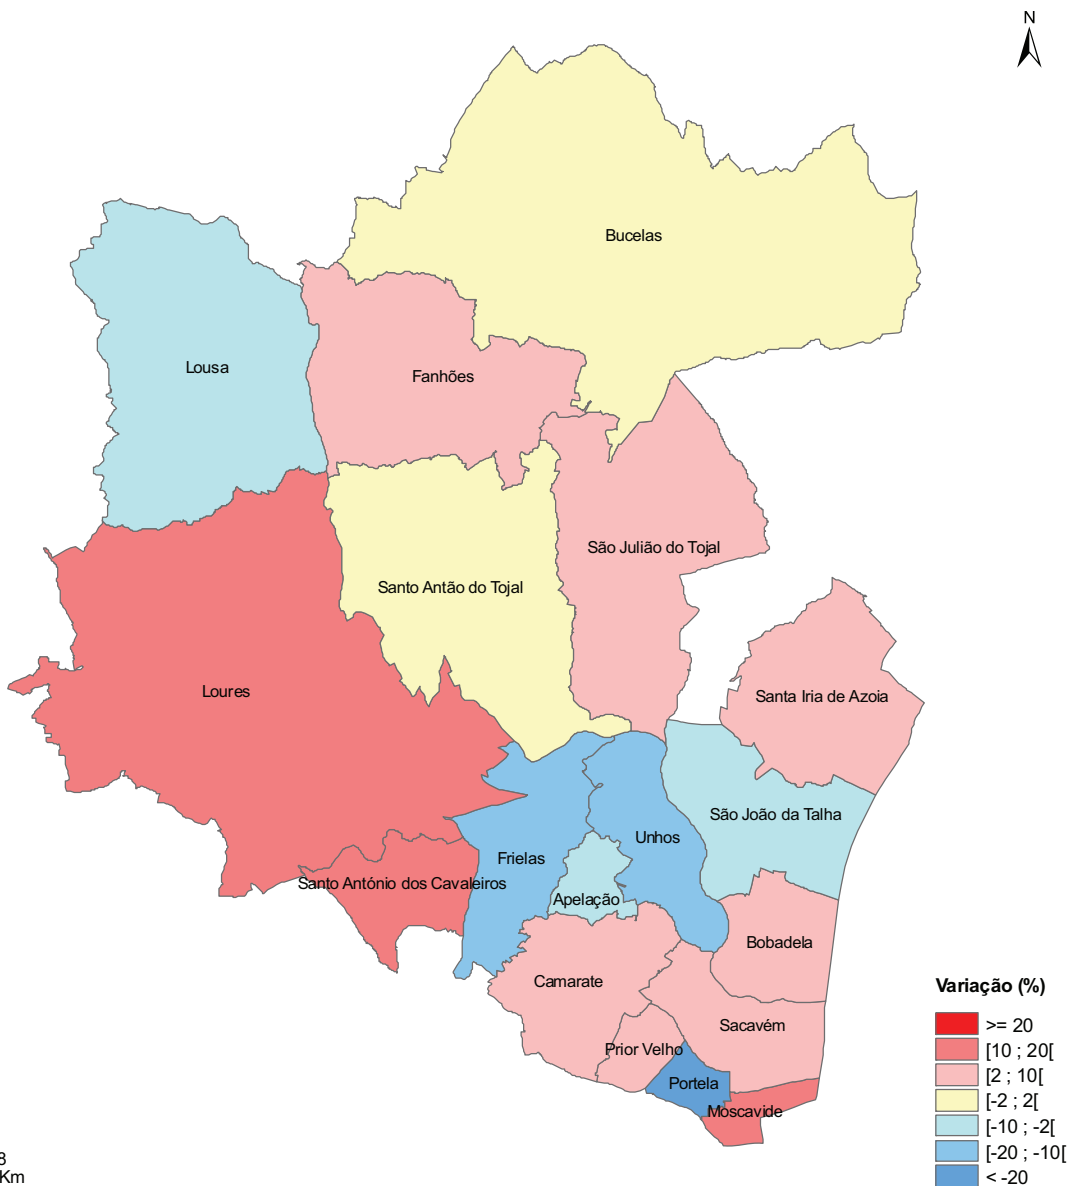 N
Bucelas
Lousa
Fanhões
São Julião do Tojal
Santo Antão do Tojal
Loures
Santa Iria de Azoia
São João da Talha
Unhos
Frielas
Santo António dos Cavaleiros
Apelação
Bobadela
Camarate
Sacavém
Prior Velho
Portela
Moscavide
Variação (%)
>= 20
[10 ; 20[
[2 ; 10[
[-2 ; 2[
[-10 ; -2[
[-20 ; -10[
< -20
8
Km